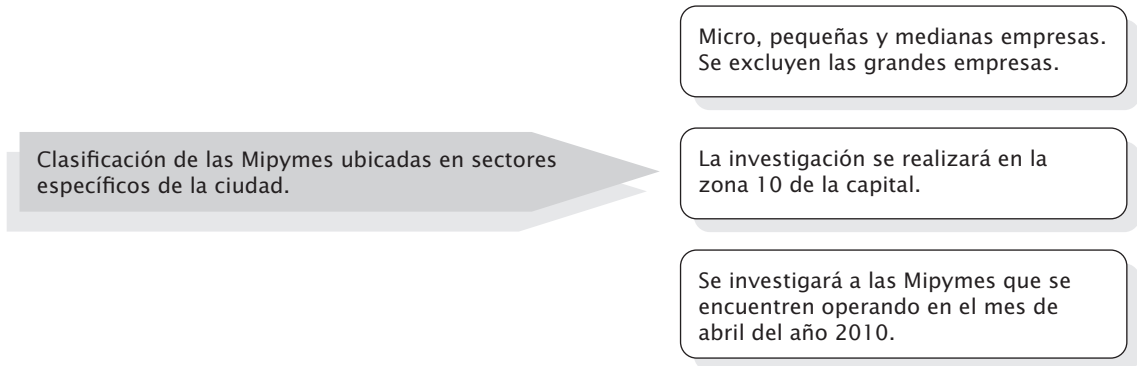 Clasificación de las Mipymes ubicadas en sectores
específicos de la ciudad.
Micro, pequeñas y medianas empresas.
Se excluyen las grandes empresas.
La investigación se realizará en la
zona 10 de la capital.
Se investigará a las Mipymes que se
encuentren operando en el mes de
abril del año 2010.